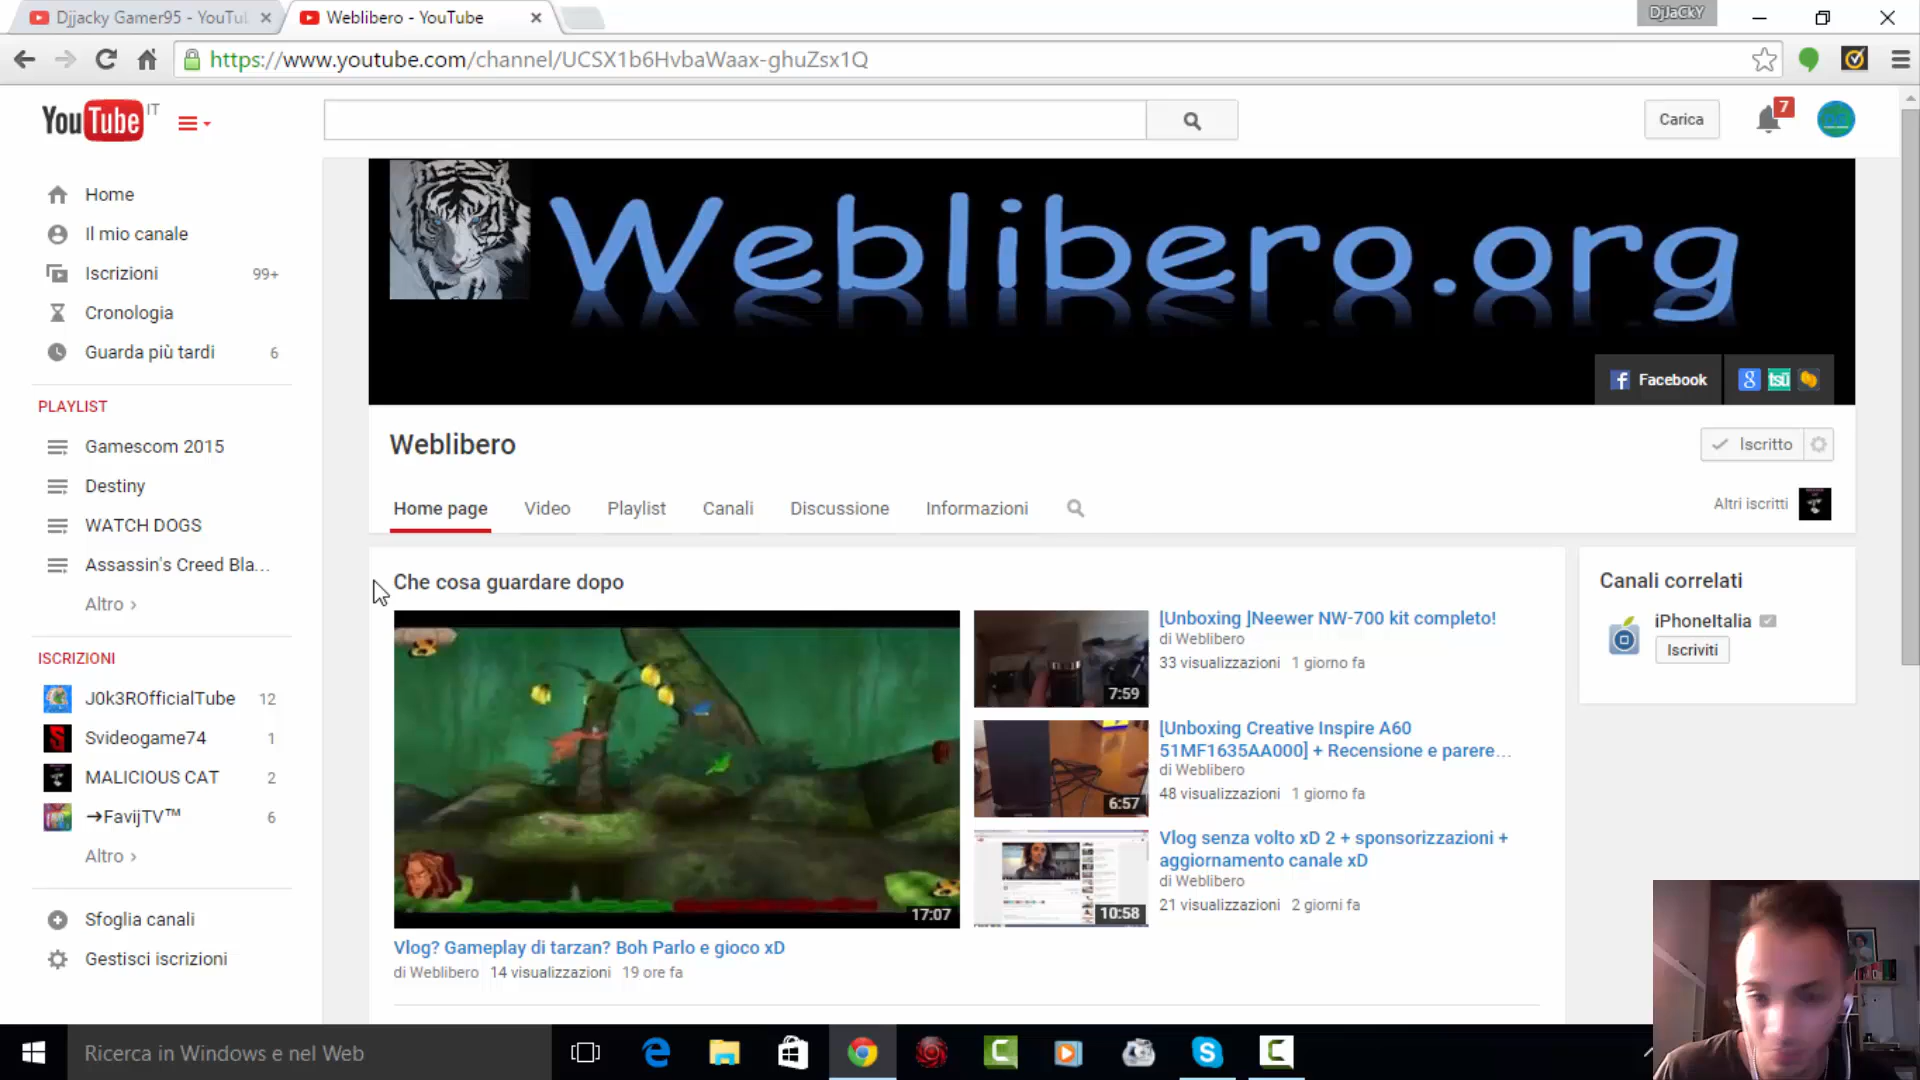 Djjacky Gamer95 - YouTu
Weblibero - YouTube
DjJaCkY
https://www.youtube.com/channel/UCSX1b6HvbaWaax-ghuZsx1Q
YouTube IT
Carica
7
Home
Il mio canale
Iscrizioni 99+
Cronologia
Guarda più tardi 6
PLAYLIST
Gamescom 2015
Destiny
WATCH DOGS
Assassin's Creed Bla...
Altro ›
ISCRIZIONI
J0k3ROfficialTube 12
Svideogame74 1
MALICIOUS CAT 2
→FavijTV™ 6
Altro ›
Sfoglia canali
Gestisci iscrizioni
Weblibero.org
Facebook
tsū
Weblibero
Iscritto
Home page Video Playlist Canali Discussione Informazioni
Altri iscritti
Che cosa guardare dopo
17:07
Vlog? Gameplay di tarzan? Boh Parlo e gioco xD
di Weblibero 14 visualizzazioni 19 ore fa
7:59
[Unboxing ]Neewer NW-700 kit completo!
di Weblibero
33 visualizzazioni 1 giorno fa
6:57
[Unboxing Creative Inspire A60
51MF1635AA000] + Recensione e parere...
di Weblibero
48 visualizzazioni 1 giorno fa
10:58
Vlog senza volto xD 2 + sponsorizzazioni +
aggiornamento canale xD
di Weblibero
21 visualizzazioni 2 giorni fa
Canali correlati
iPhoneItalia
Iscriviti
Ricerca in Windows e nel Web